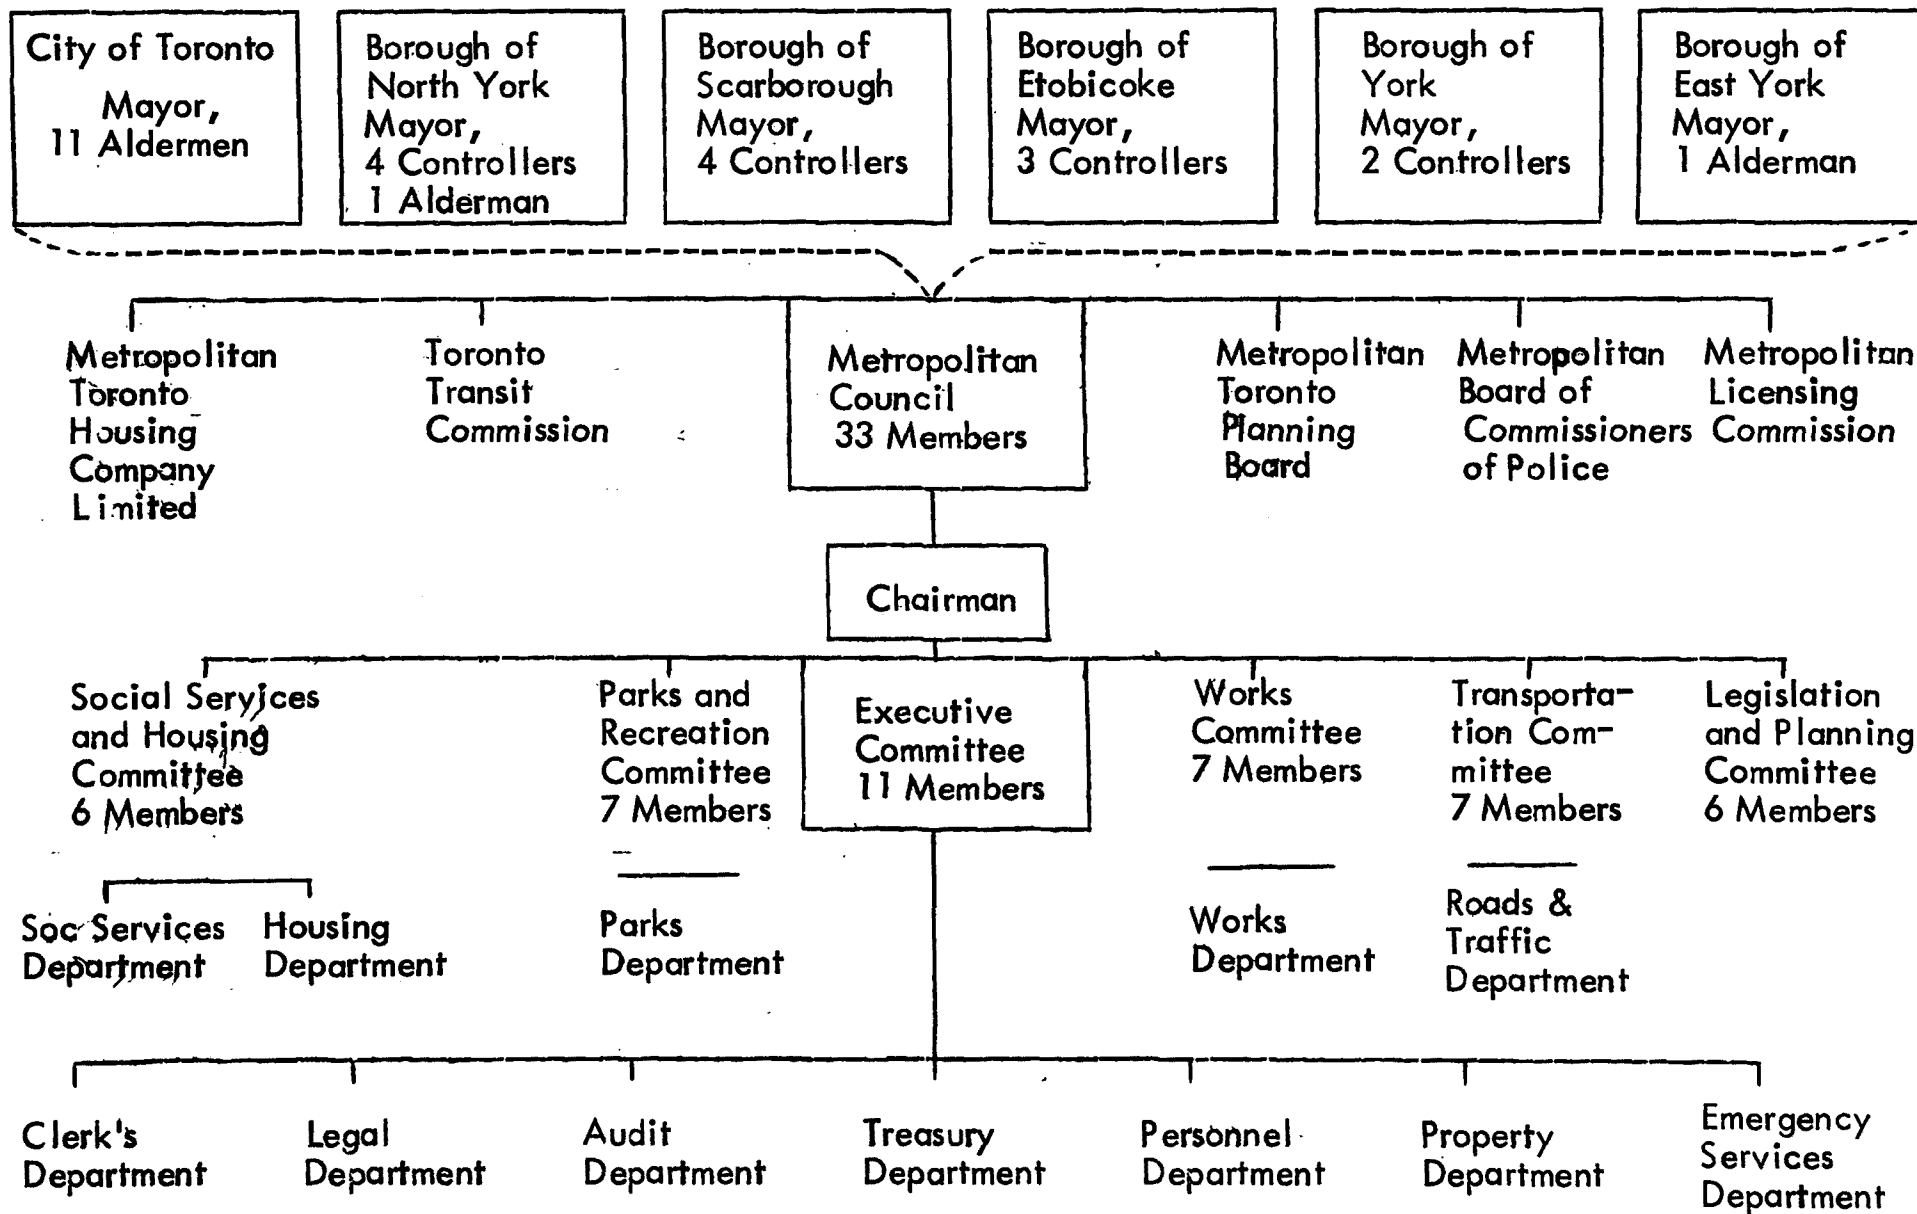 City of Toronto
Mayor,
11 Aldermen
Borough of
North York
Mayor,
4 Controllers
1 Alderman
Borough of
Scarborough
Mayor,
4 Controllers
Borough of
Etobicoke
Mayor,
3 Controllers
Borough of
York
Mayor,
2 Controllers
Borough of
East York
Mayor,
1 Alderman
Metropolitan
Toronto
Housing
Company
Limited
Toronto
Transit
Commission
Metropolitan
Council
33 Members
Metropolitan
Toronto
Planning
Board
Metropolitan
Board of
Commissioners
of Police
Metropolitan
Licensing
Commission
Chairman
Social Services
and Housing
Committee
6 Members
Parks and
Recreation
Committee
7 Members
Executive
Committee
11 Members
Works
Committee
7 Members
Transporta-
tion Com-
mittee
7 Members
Legislation
and Planning
Committee
6 Members
Soc Services
Department
Housing
Department
Parks
Department
Works
Department
Roads &
Traffic
Department
Clerk's
Department
Legal
Department
Audit
Department
Treasury
Department
Personnel
Department
Property
Department
Emergency
Services
Department